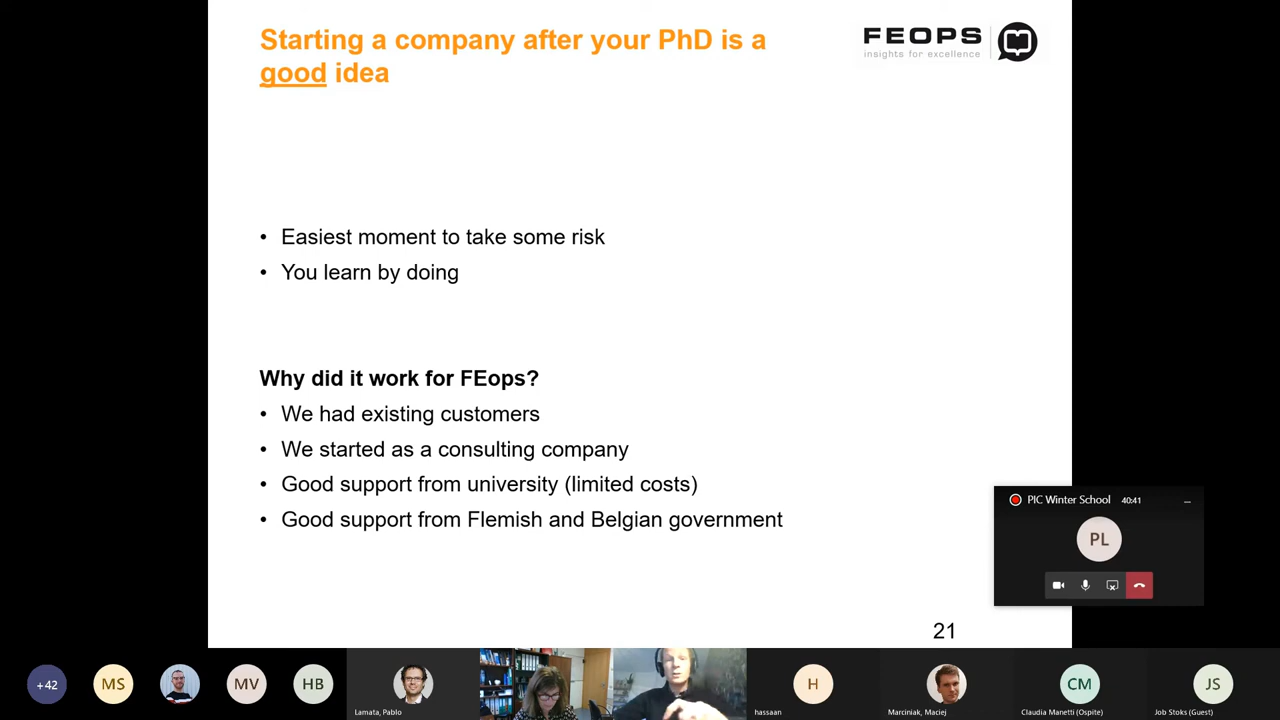 Starting a company after your PhD is a
good idea
FEOPS
insights for excellence
• Easiest moment to take some risk
• You learn by doing
Why did it work for FEops?
• We had existing customers
• We started as a consulting company
• Good support from university (limited costs)
• Good support from Flemish and Belgian government
PIC Winter School 40:41
PL
21
+42
MS
MV
HB
Lamata, Pablo
H
hassaan
Marciniak, Maciej
CM
Claudia Manetti (Ospite)
JS
Job Stoks (Guest)